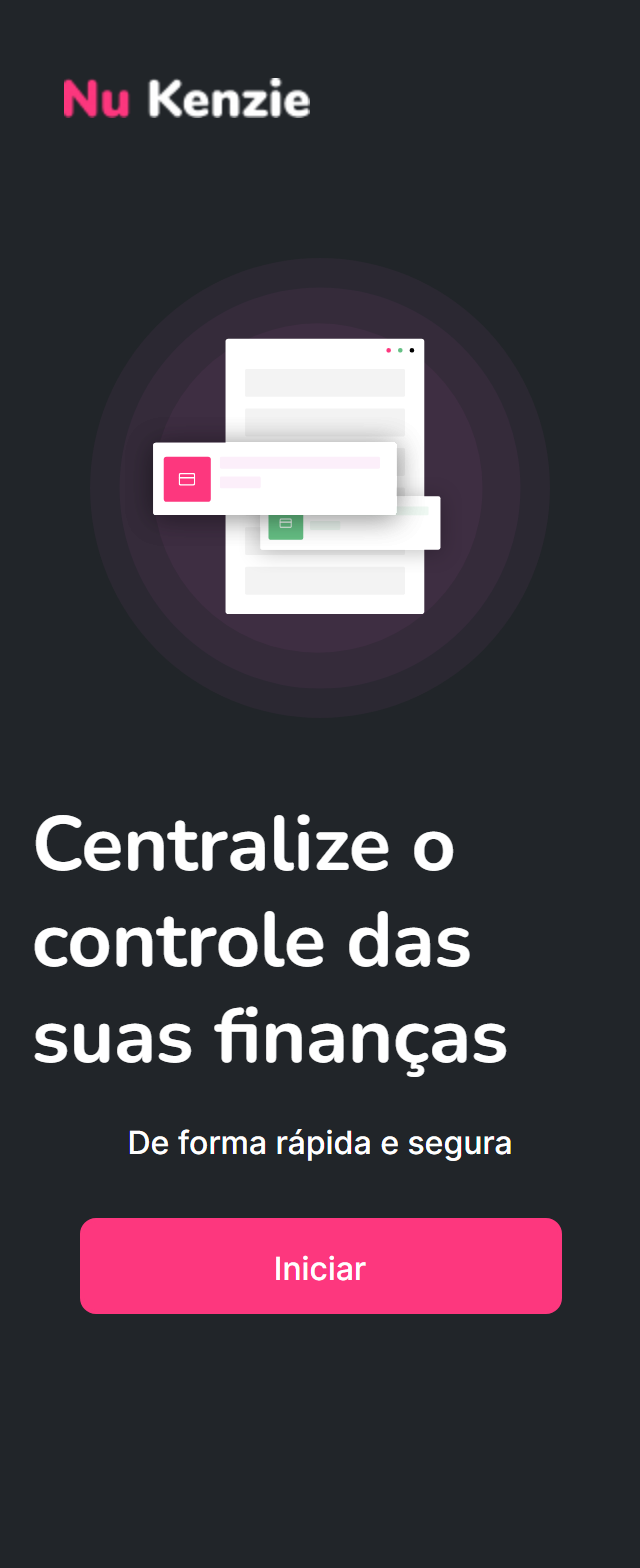 Nu Kenzie
Centralize o
controle das
suas finanças
De forma rápida e segura
Iniciar